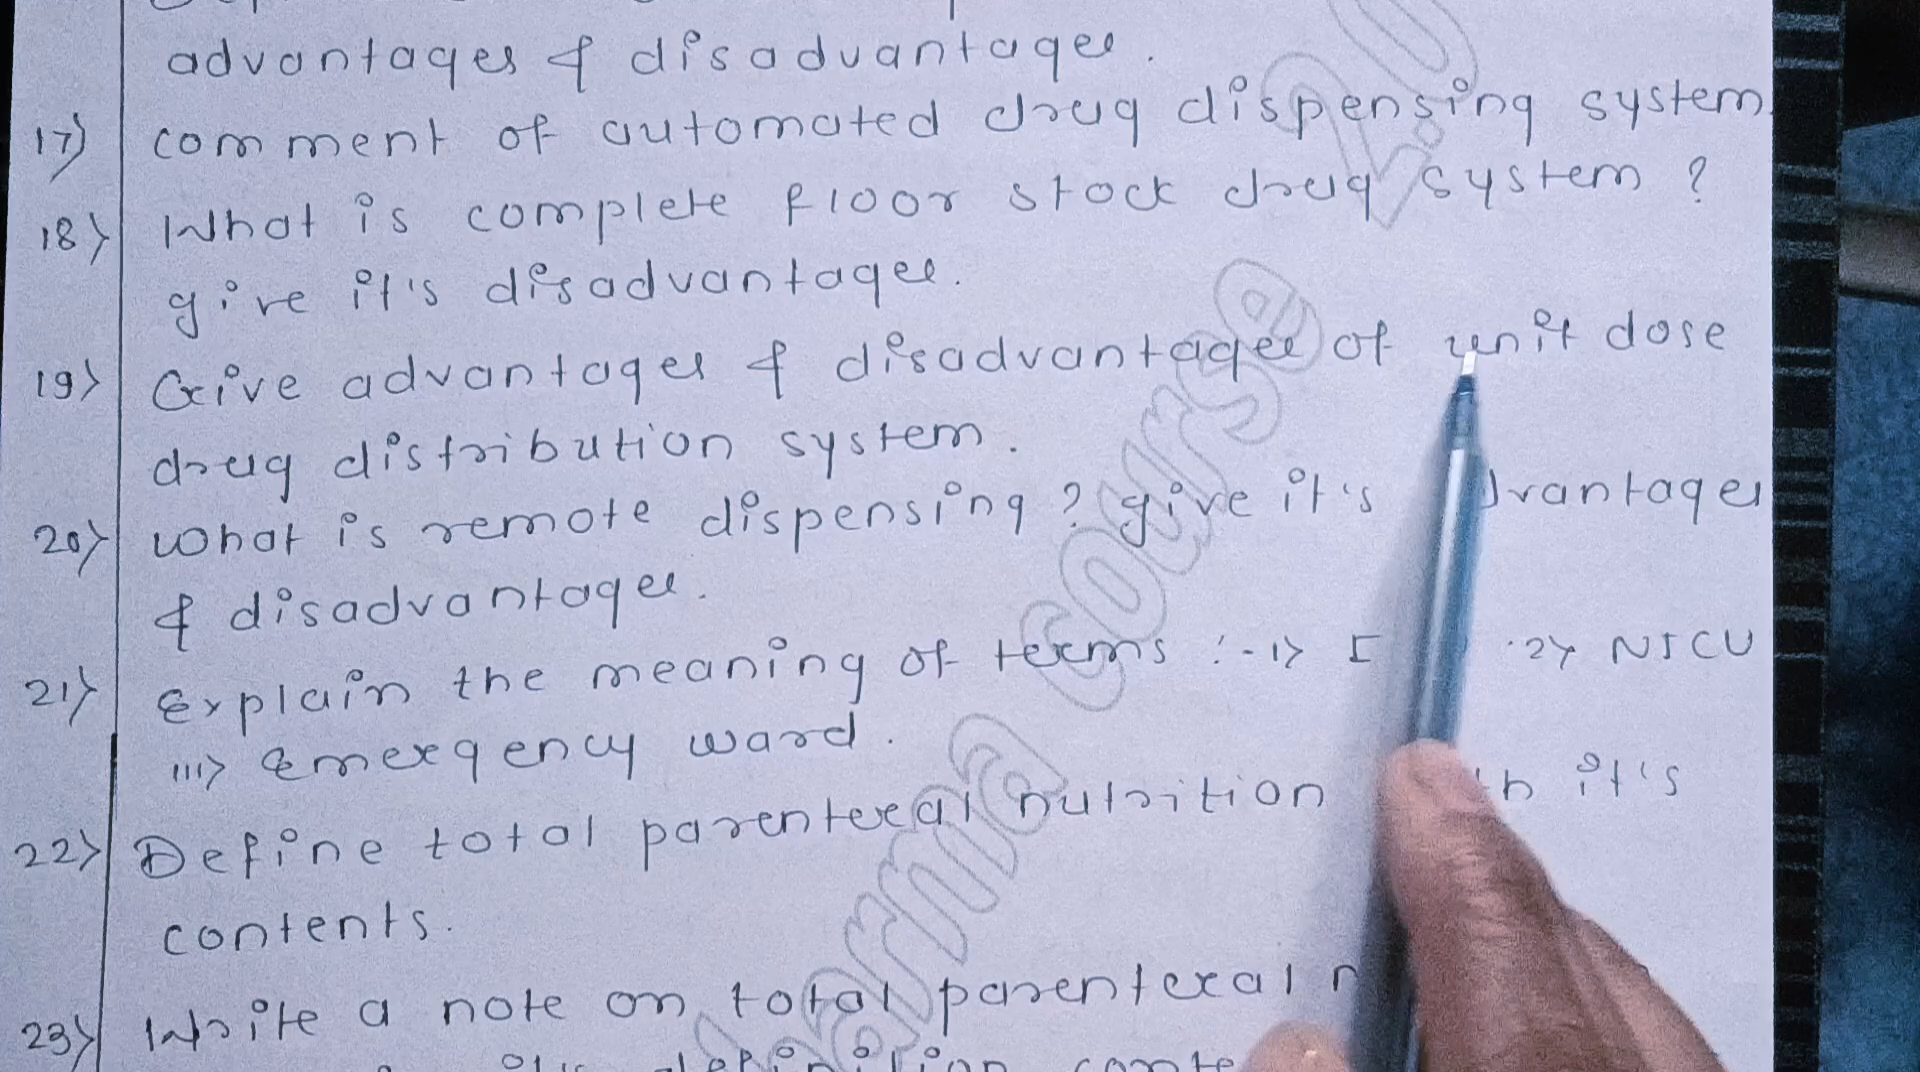 advantages & disadvantages.
17) comment of automated drug dispensing system.
18) What is complete floor stock drug system ?
give it's disadvantages.
19) Give advantages & disadvantages of unit dose
drug distribution system.
20) What is remote dispensing ? give it's
& disadvantages.
21) Explain the meaning of terms :- 1) 2) NICU
iii) Emergency ward.
22) Define total parenteral nutrition it's
contents.
23) Write a note on total parenteral